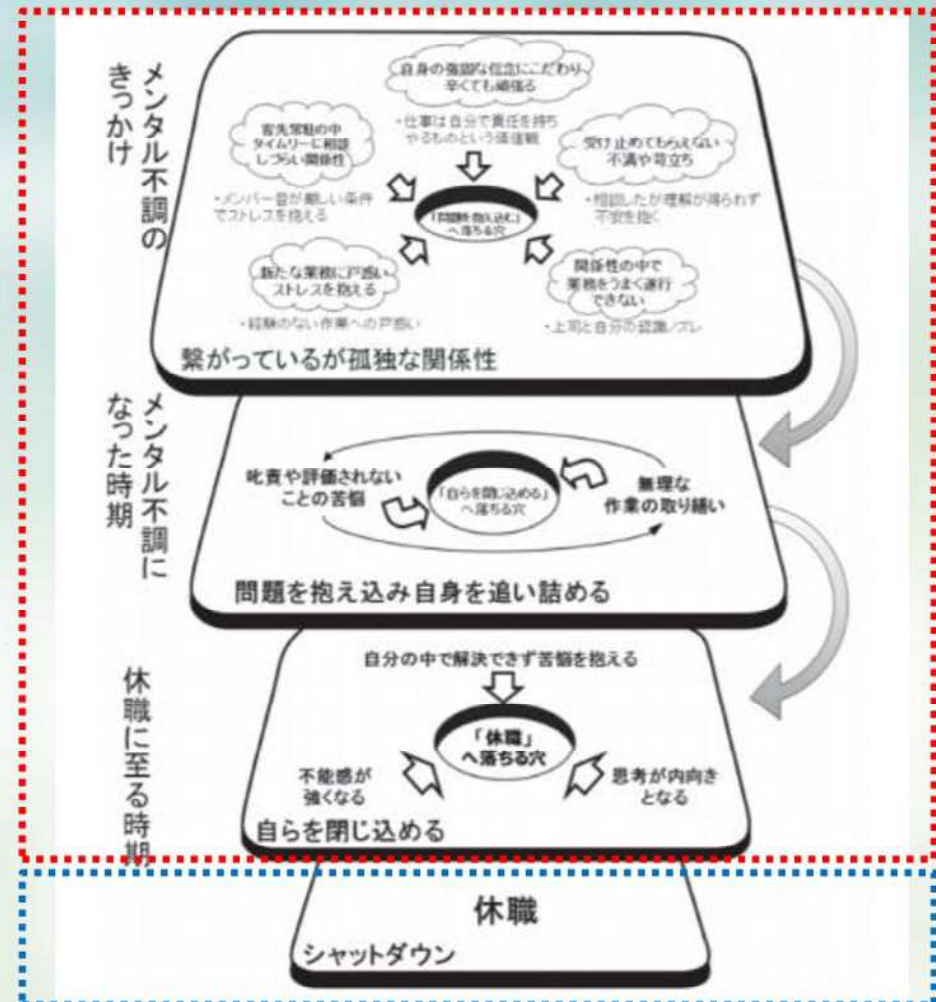 メンタル不調の
きっかけ
自身の強固な信念にこだわり
辛くても頑張る
・仕事は自分で責任を持ち
やるものという価値観
客先常駐の中
タイムリーに相談
しづらい関係性
・メンバー皆が厳しい条件
でストレスを抱える
受け止めてもらえない
不満や苛立ち
・相談したが理解が得られず
不安を抱く
「問題を抱え込む」
へ落ちる穴
新たな業務に戸惑い
ストレスを抱える
・経験のない作業への戸惑い
関係性の中で
業務をうまく遂行
できない
・上司と自分の認識ノズレ
繋がっているが孤独な関係性
メンタル不調に
なった時期
叱責や評価されない
ことの苦悩
「自らを閉じ込める」
へ落ちる穴
無理な
作業の取り繕い
問題を抱え込み自身を追い詰める
休職に至る時期
自分の中で解決できず苦悩を抱える
「休職」
へ落ちる穴
不能感が
強くなる
思考が内向き
となる
自らを閉じ込める
休職
シャットダウン